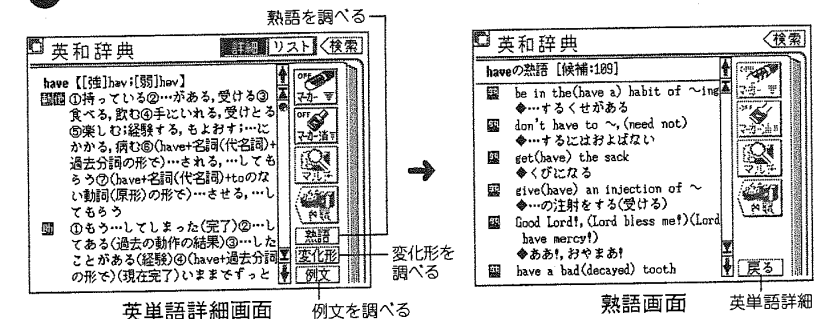 熟語を調べる
英和辞典
詳細
リスト
検索
have【[強]hæv;[弱]həv】
①持っている②…がある,受ける③
食べる,飲む④手にいれる,受けとる
⑤楽しむ;経験する,もよおす;…に
かかる,病む⑥(have+名詞(代名詞)+
過去分詞の形で)…される,…しても
らう⑦(have+名詞(代名詞)+toのな
い動詞(原形)の形で)…させる,…し
てもらう
①もう…してしまった(完了)②…し
てある(過去の動作の結果)③…した
ことがある(経験)④(have+過去分詞
の形で)(現在完了)いままでずっと
OFF
マーカー
OFF
マーカー消
マルチ
熟語
変化形
例文
変化形を
調べる
英単語詳細画面
例文を調べる
➔
英和辞典
検索
haveの熟語 [候補:109]
be in the(have a) habit of ～ing
◆…するくせがある
don't have to ～,(need not)
◆…するにはおよばない
get(have) the sack
◆くびになる
give(have) an injection of ～
◆…の注射をする(受ける)
Good Lord!,(Lord bless me!)(Lord
have mercy!)
◆ああ!,おやまあ!
have a bad(decayed) tooth
マーカー
マーカー消
マルチ
戻る
熟語画面
英単語詳細